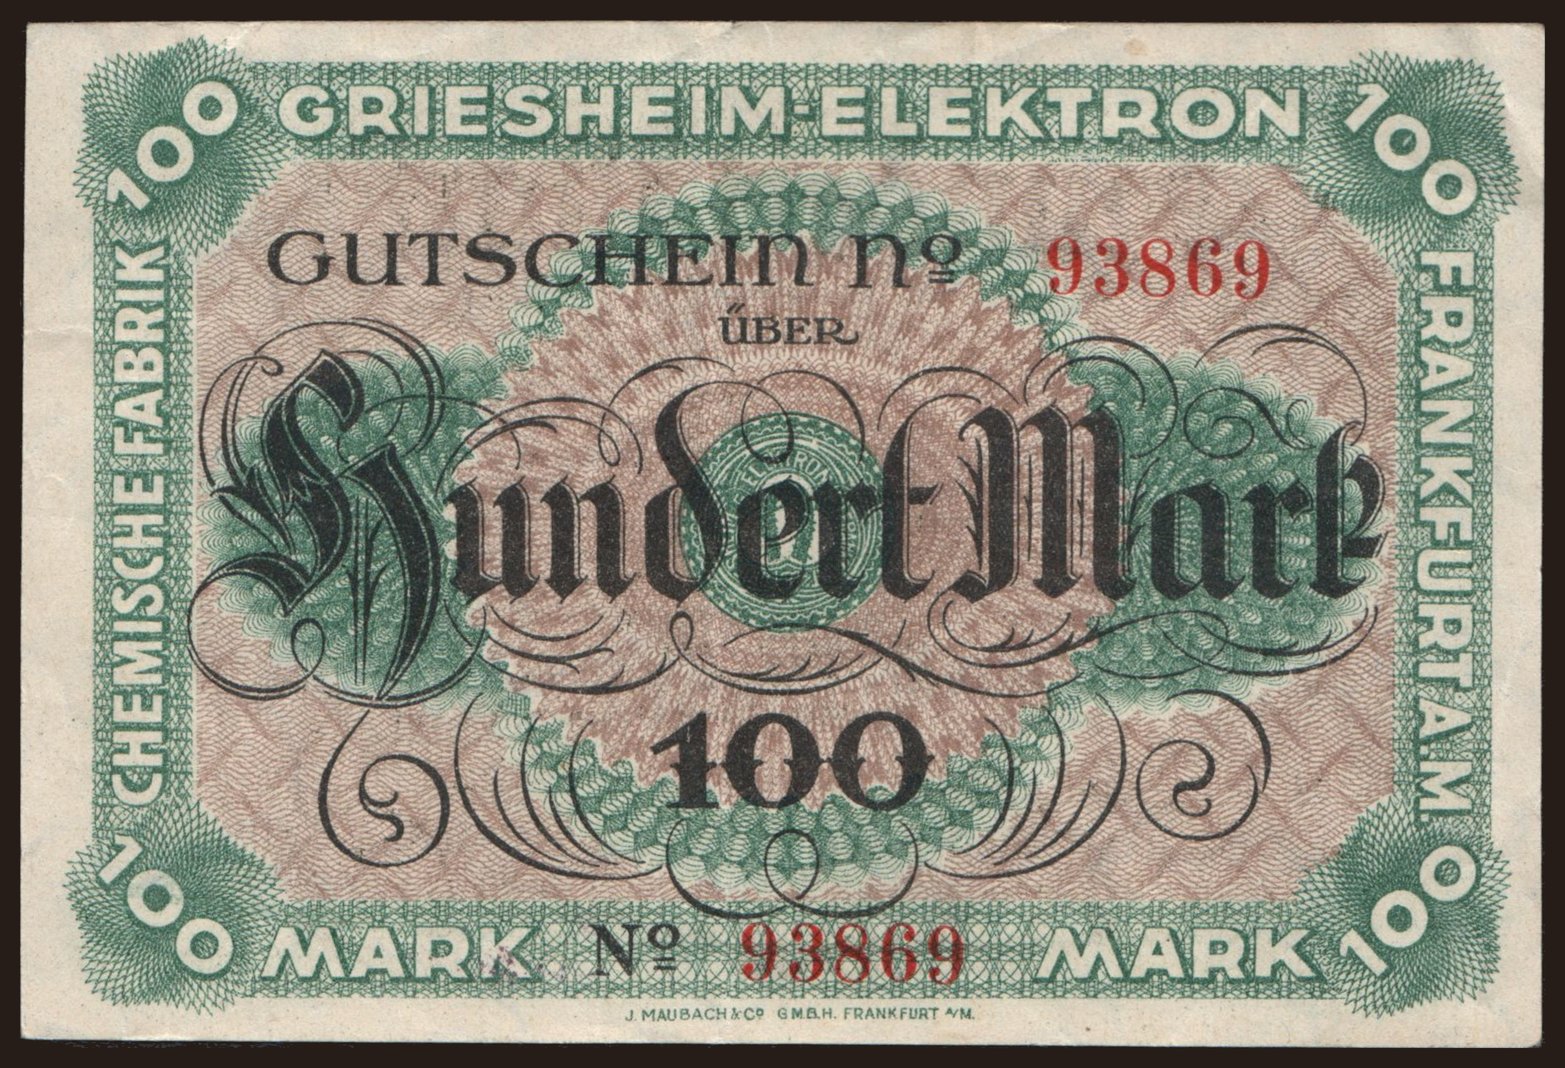 100 GRIESHEIM-ELEKTRON 100
CHEMISCHE FABRIK
FRANKFURT A.M.
GUTSCHEIN No 93869
ÜBER
Hundert Mark
100
100 MARK No 93869 MARK 100
J. MAUBACH & Co G.M.B.H. FRANKFURT A/M.